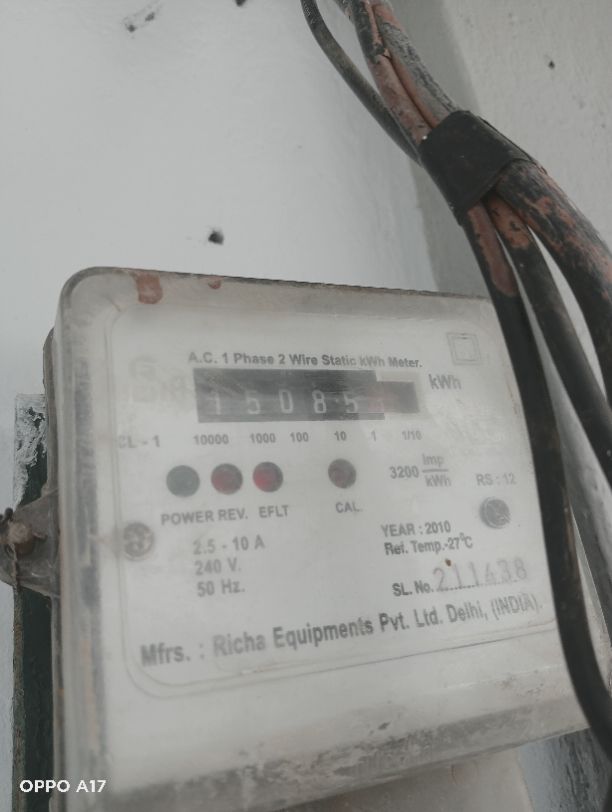 A.C. 1 Phase 2 Wire Static kWh Meter.
15085 kWh
CL - 1 10000 1000 100 10 1 1/10
3200 Imp/kWh RS : 12
POWER REV. EFLT CAL.
2.5 - 10 A
240 V.
50 Hz.
YEAR : 2010
Ref. Temp.-27°C
SL. No. 211438
Mfrs. : Richa Equipments Pvt. Ltd. Delhi, (INDIA).
OPPO A17